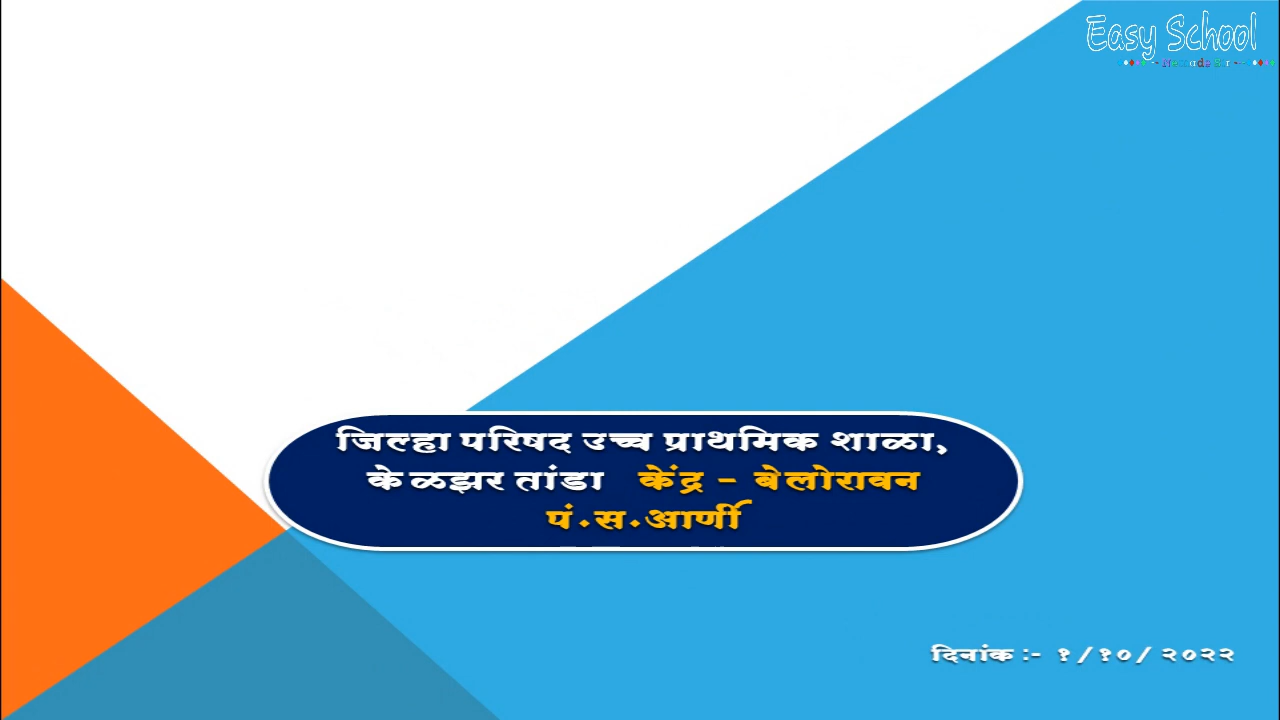 Easy School
जिल्हा परिषद उच्च प्राथमिक शाळा,
केळझर तांडा केंद्र - बेलोरावन
पं.स.आर्णी
दिनांक :- १/१०/ २०२२